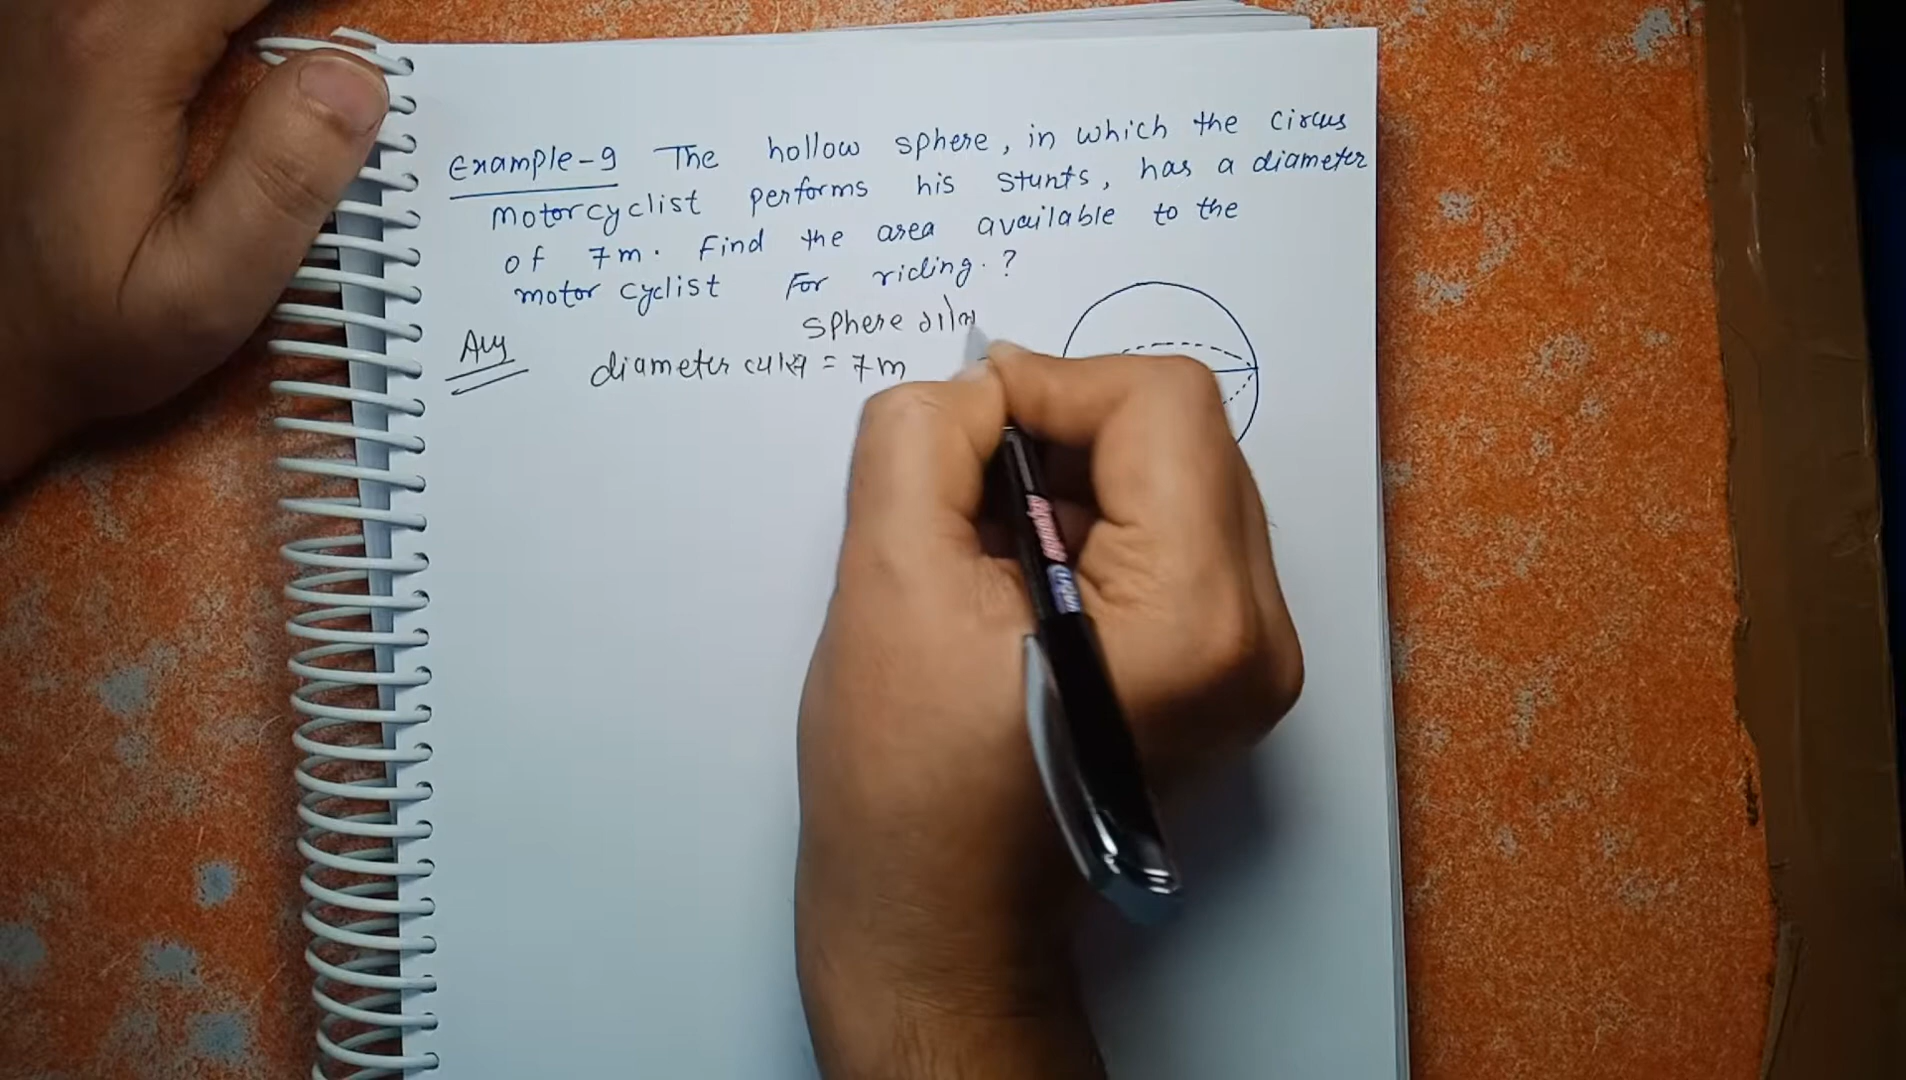 Example-9 The hollow sphere, in which the circus
motorcyclist performs his stunts, has a diameter
of 7m. Find the area available to the
motor cyclist For riding.?
Sphere
Ans diameter = 7m